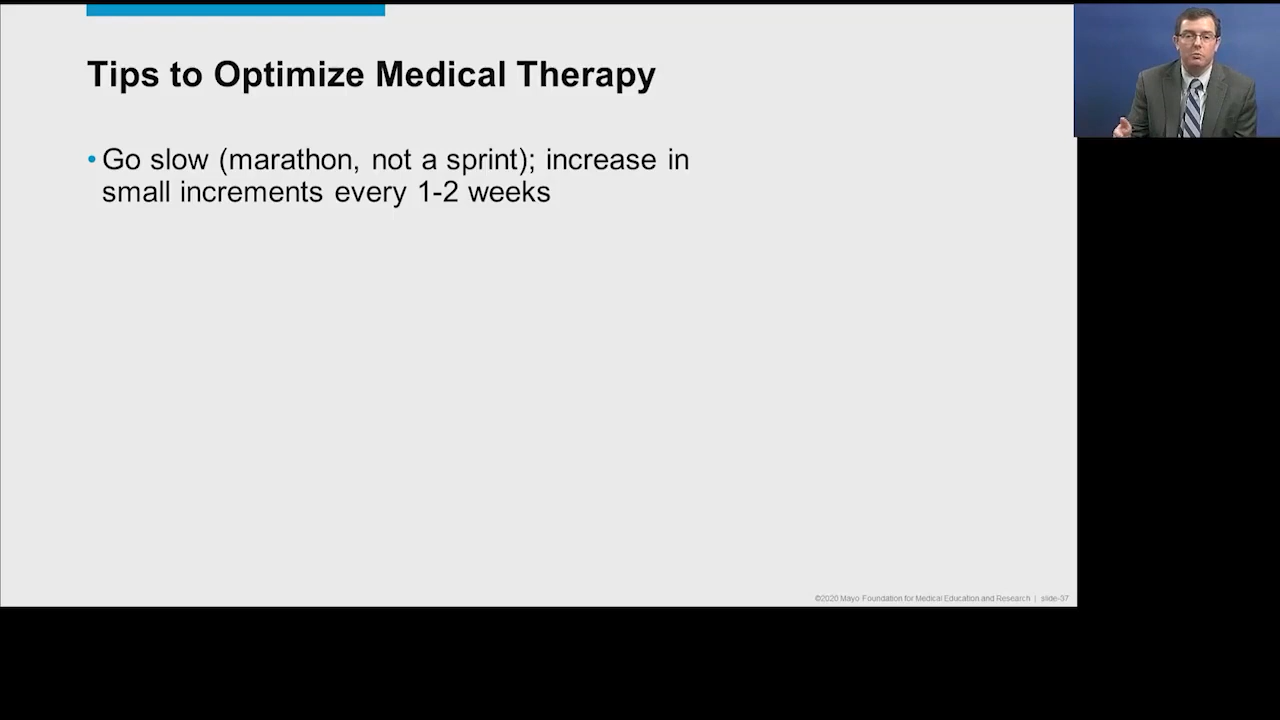 Tips to Optimize Medical Therapy
• Go slow (marathon, not a sprint); increase in
small increments every 1-2 weeks
©2020 Mayo Foundation for Medical Education and Research | slide-37